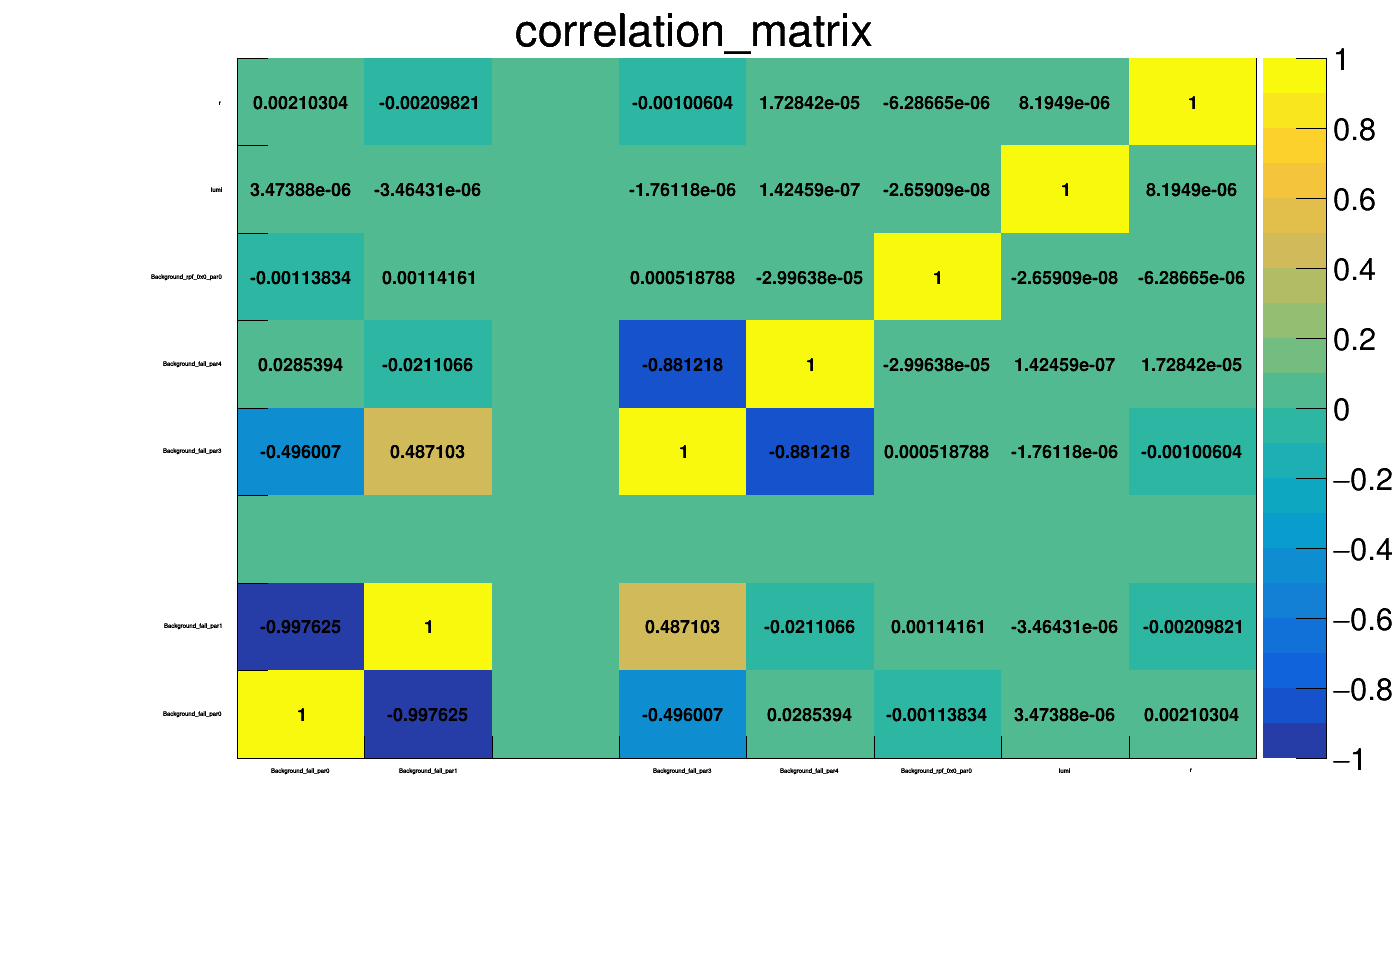 correlation_matrix
r 0.00210304 -0.00209821 -0.00100604 1.72842e-05 -6.28665e-06 8.1949e-06 1
lumi 3.47388e-06 -3.46431e-06 -1.76118e-06 1.42459e-07 -2.65909e-08 1 8.1949e-06
Background_rpf_0x0_par0 -0.00113834 0.00114161 0.000518788 -2.99638e-05 1 -2.65909e-08 -6.28665e-06
Background_fail_par4 0.0285394 -0.0211066 -0.881218 1 -2.99638e-05 1.42459e-07 1.72842e-05
Background_fail_par3 -0.496007 0.487103 1 -0.881218 0.000518788 -1.76118e-06 -0.00100604
Background_fail_par1 -0.997625 1 0.487103 -0.0211066 0.00114161 -3.46431e-06 -0.00209821
Background_fail_par0 1 -0.997625 -0.496007 0.0285394 -0.00113834 3.47388e-06 0.00210304
Background_fail_par0 Background_fail_par1 Background_fail_par3 Background_fail_par4 Background_rpf_0x0_par0 lumi r
1
0.8
0.6
0.4
0.2
0
−0.2
−0.4
−0.6
−0.8
−1